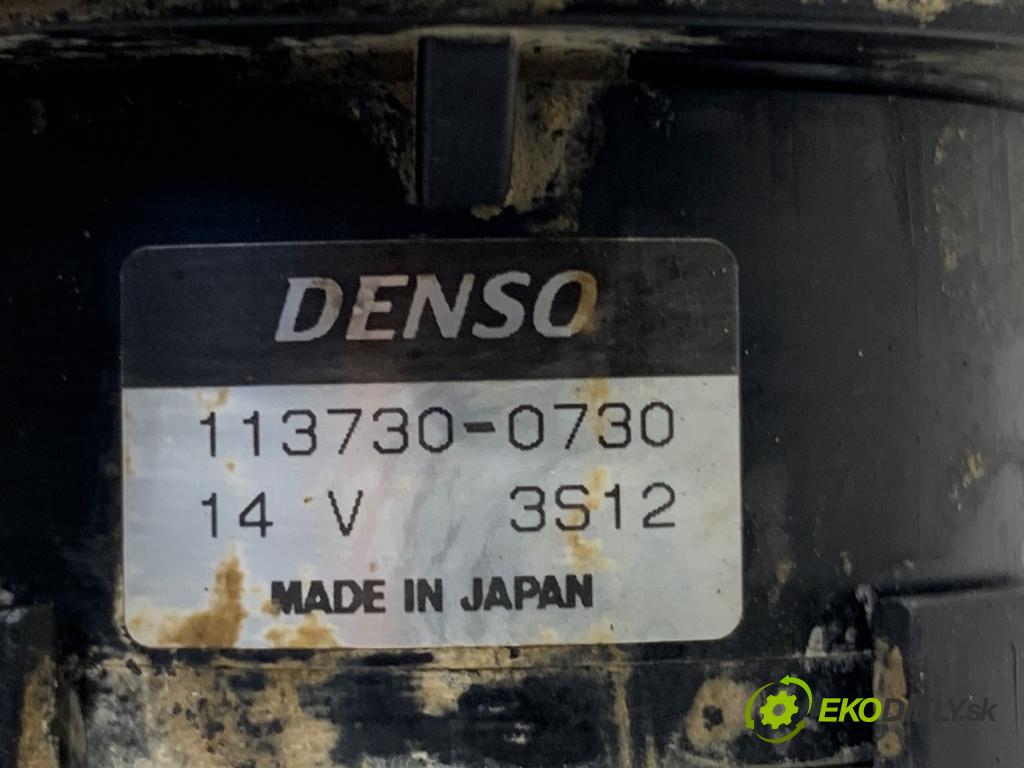 DENSO
113730-0730
14 V 3S12
MADE IN JAPAN
EKODIELY.sk